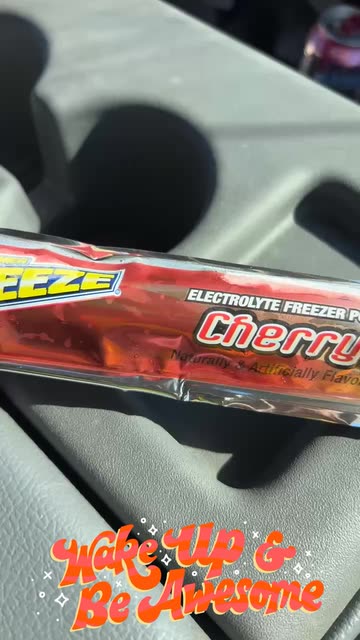 EEZE
ELECTROLYTE FREEZER PO
Cherry
Naturally & Artificially Flavo
Wake Up &
Be Awesome